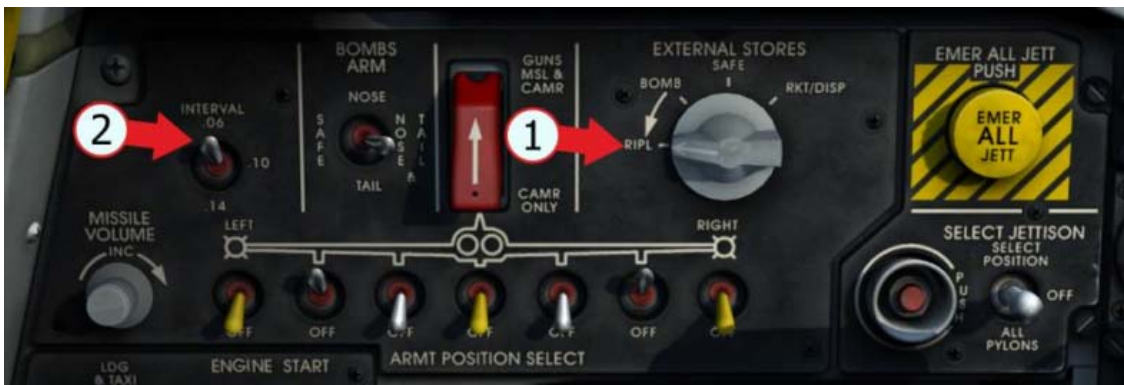 INTERVAL
.06
.10
.14
2
BOMBS
ARM
NOSE
SAFE
NOSE &
TAIL
TAIL
GUNS
MSL &
CAMR
CAMR
ONLY
1
EXTERNAL STORES
SAFE
BOMB
RKT/DISP
RIPL
EMER ALL JETT
PUSH
EMER
ALL
JETT
MISSILE
VOLUME
INC
LEFT
RIGHT
OFF
OFF
OFF
OFF
OFF
OFF
OFF
ARMT POSITION SELECT
SELECT JETTISON
SELECT
POSITION
OFF
ALL
PYLONS
PUSH
LDG
& TAXI
ENGINE START